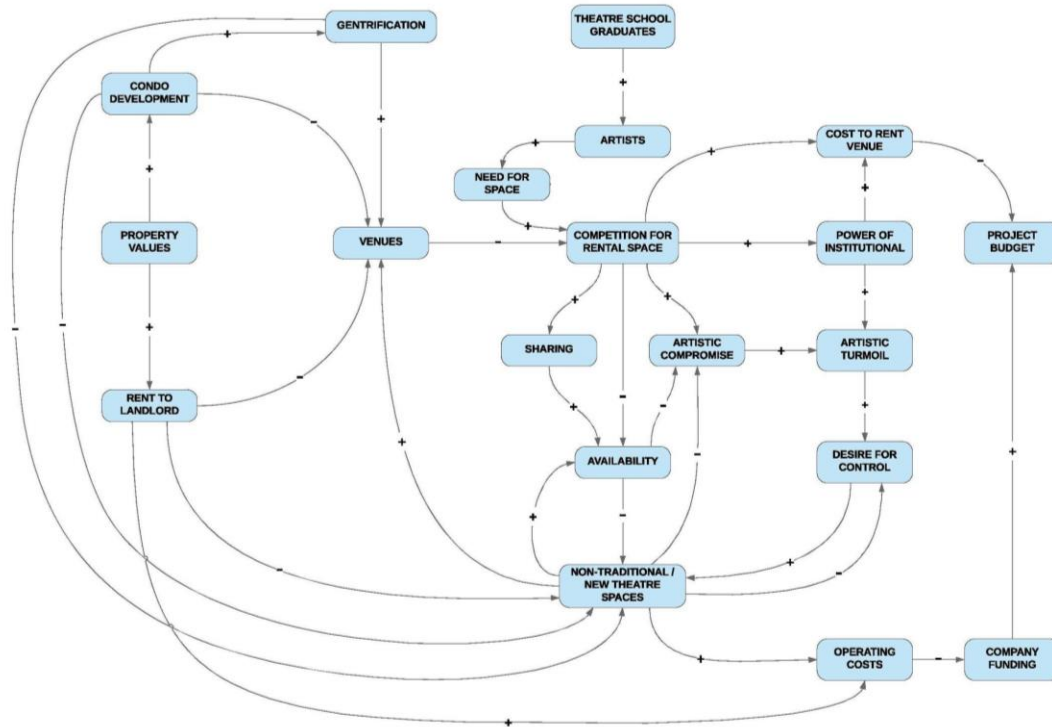 GENTRIFICATION
THEATRE SCHOOL
GRADUATES
+
CONDO
DEVELOPMENT
+
-
+
ARTISTS
COST TO RENT
VENUE
+
+
-
NEED FOR
SPACE
+
+
+
PROPERTY
VALUES
VENUES
-
COMPETITION FOR
RENTAL SPACE
+
POWER OF
INSTITUTIONAL
PROJECT
BUDGET
+
+
+
+
-
-
SHARING
ARTISTIC
COMPROMISE
+
ARTISTIC
TURMOIL
-
RENT TO
LANDLORD
-
-
+
+
+
-
AVAILABILITY
DESIRE FOR
CONTROL
+
-
+
+
-
-
+
-
NON-TRADITIONAL /
NEW THEATRE
SPACES
-
+
OPERATING
COSTS
-
COMPANY
FUNDING
+